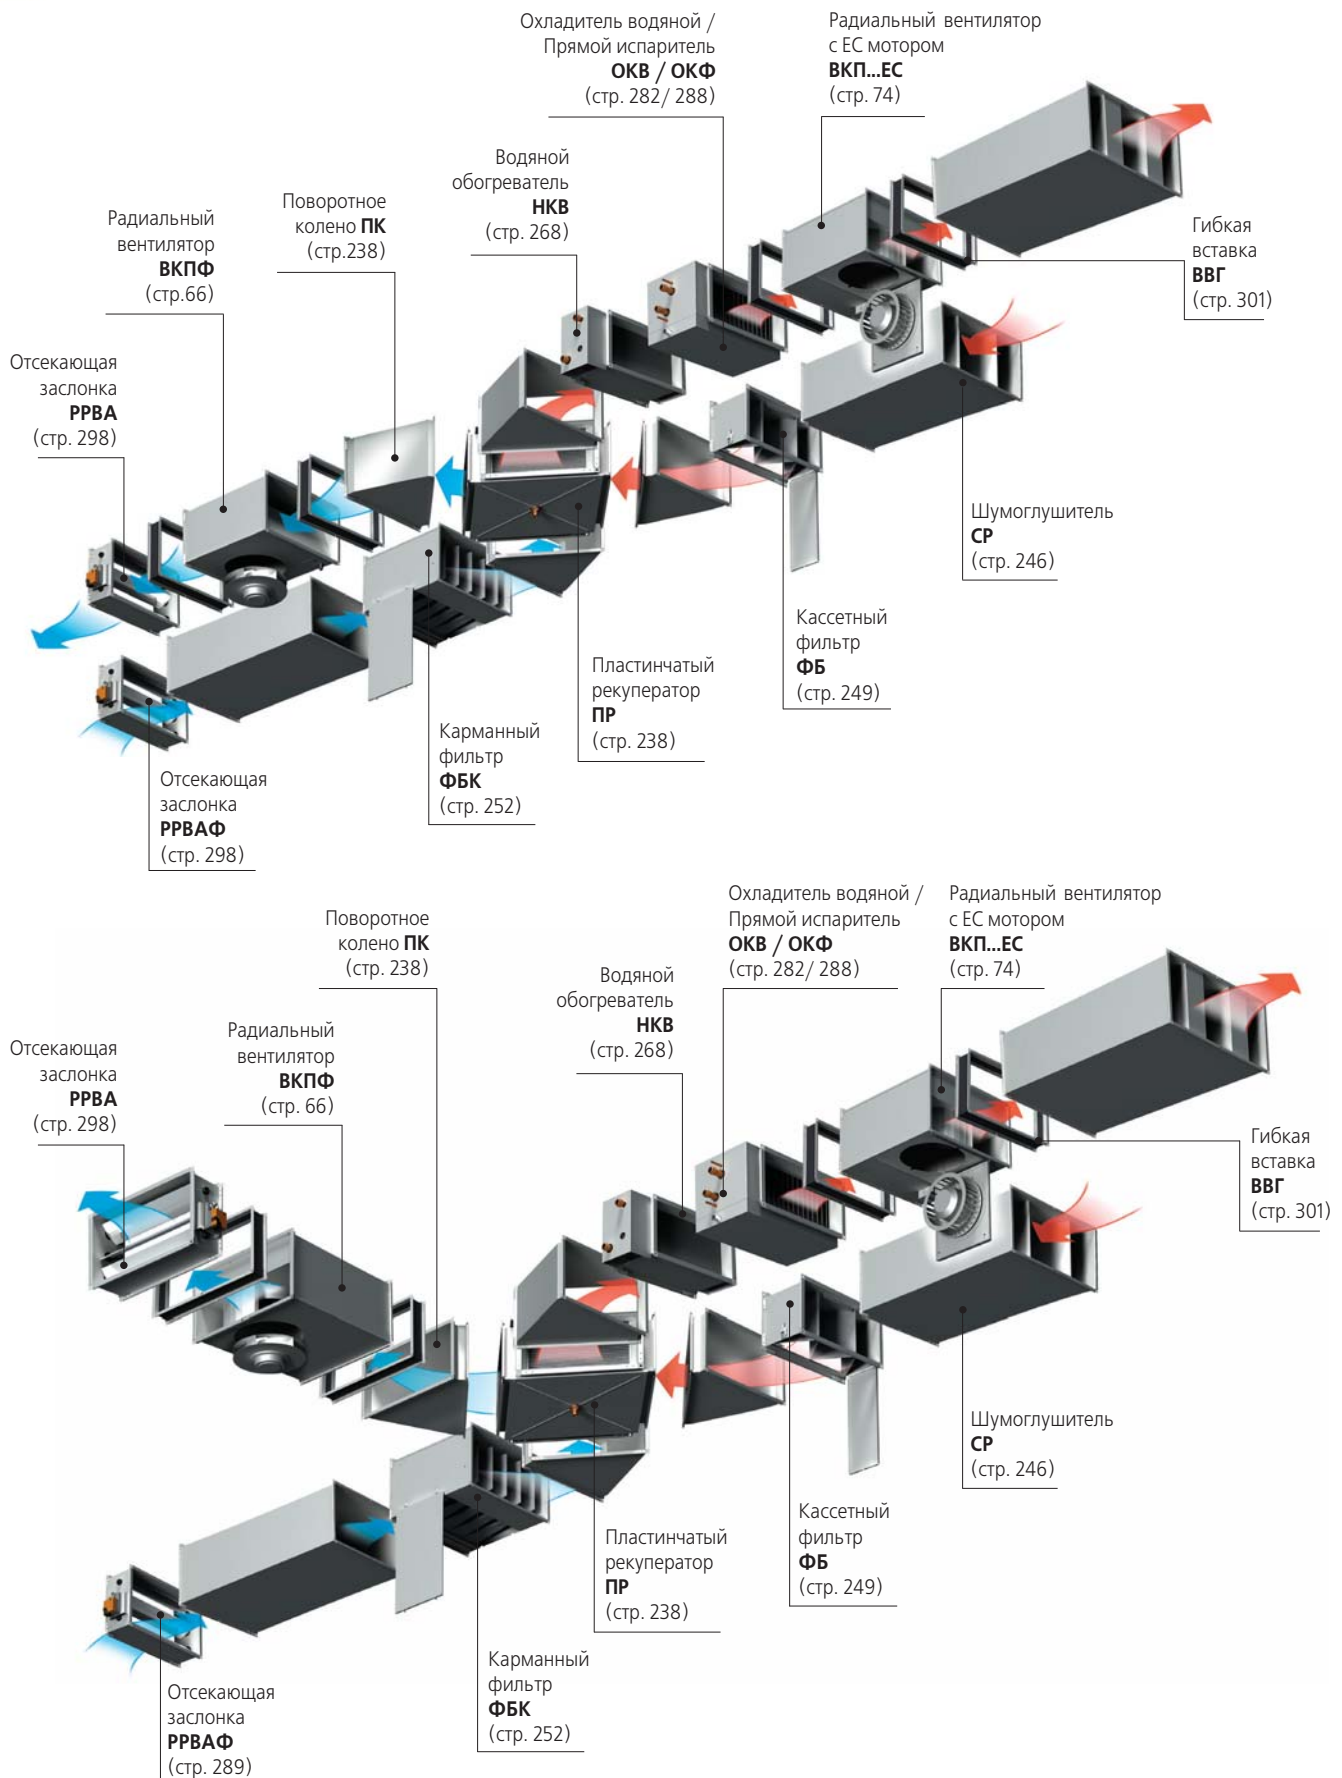 Охладитель водяной /
Прямой испаритель
ОКВ / ОКФ
(стр. 282/ 288)
Радиальный вентилятор
с ЕС мотором
ВКП...ЕС
(стр. 74)
Водяной
обогреватель
НКВ
(стр. 268)
Поворотное
колено ПК
(стр.238)
Радиальный
вентилятор
ВКПФ
(стр.66)
Гибкая
вставка
ВВГ
(стр. 301)
Отсекающая
заслонка
РРВА
(стр. 298)
Шумоглушитель
СР
(стр. 246)
Кассетный
фильтр
ФБ
(стр. 249)
Пластинчатый
рекуператор
ПР
(стр. 238)
Карманный
фильтр
ФБК
(стр. 252)
Отсекающая
заслонка
РРВАФ
(стр. 298)
Охладитель водяной /
Прямой испаритель
ОКВ / ОКФ
(стр. 282/ 288)
Радиальный вентилятор
с ЕС мотором
ВКП...ЕС
(стр. 74)
Поворотное
колено ПК
(стр. 238)
Водяной
обогреватель
НКВ
(стр. 268)
Радиальный
вентилятор
ВКПФ
(стр. 66)
Отсекающая
заслонка
РРВА
(стр. 298)
Гибкая
вставка
ВВГ
(стр. 301)
Шумоглушитель
СР
(стр. 246)
Кассетный
фильтр
ФБ
(стр. 249)
Пластинчатый
рекуператор
ПР
(стр. 238)
Карманный
фильтр
ФБК
(стр. 252)
Отсекающая
заслонка
РРВАФ
(стр. 289)